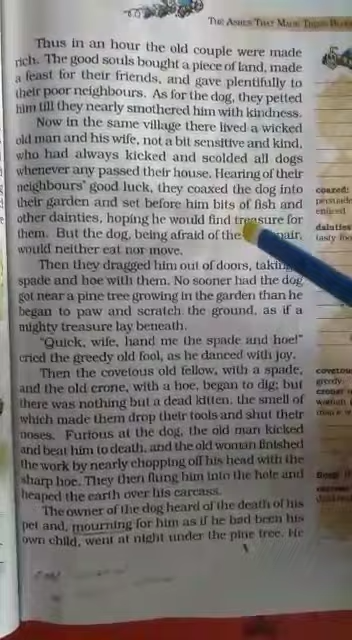 THE ASHES THAT MADE TREES
Thus in an hour the old couple were made
rich. The good souls bought a piece of land, made
a feast for their friends, and gave plentifully to
their poor neighbours. As for the dog, they petted
him till they nearly smothered him with kindness.
Now in the same village there lived a wicked
old man and his wife, not a bit sensitive and kind,
who had always kicked and scolded all dogs
whenever any passed their house. Hearing of their
neighbours' good luck, they coaxed the dog into
their garden and set before him bits of fish and
other dainties, hoping he would find treasure for
them. But the dog, being afraid of the pair,
would neither eat nor move.
Then they dragged him out of doors, taking
spade and hoe with them. No sooner had the dog
got near a pine tree growing in the garden than he
began to paw and scratch the ground, as if a
mighty treasure lay beneath.
"Quick, wife, hand me the spade and hoe!"
cried the greedy old fool, as he danced with joy.
Then the covetous old fellow, with a spade,
and the old crone, with a hoe, began to dig; but
there was nothing but a dead kitten, the smell of
which made them drop their tools and shut their
noses. Furious at the dog, the old man kicked
and beat him to death, and the old woman finished
the work by nearly chopping off his head with the
sharp hoe. They then flung him into the hole and
heaped the earth over his carcass.
The owner of the dog heard of the death of his
pet and, mourning for him as if he had been his
own child, went at night under the pine tree. He
coaxed:
persuade
enticed
dainties
tasty
covetous
greedy
crone:
woman